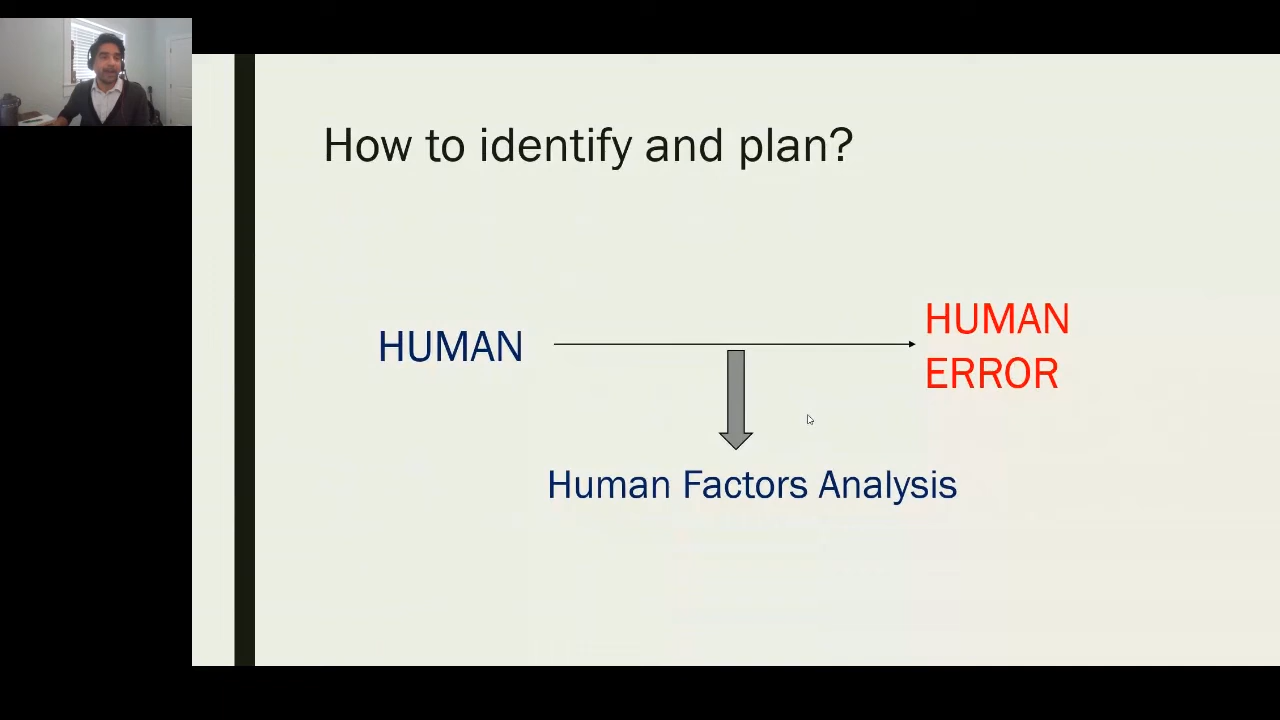 How to identify and plan?
HUMAN
HUMAN
ERROR
Human Factors Analysis